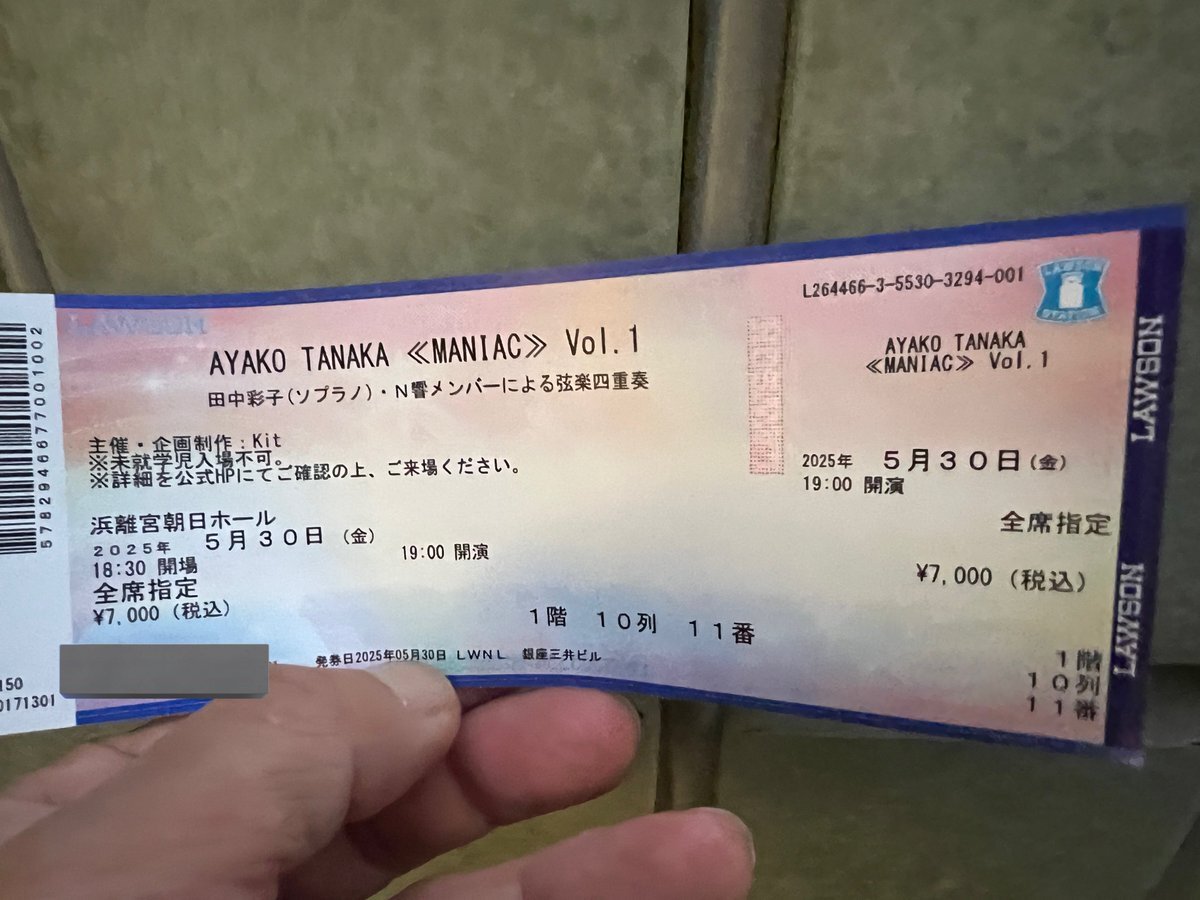 5782946677001002
AYAKO TANAKA ≪MANIAC≫ Vol.1
田中彩子(ソプラノ)・N響メンバーによる弦楽四重奏
主催・企画制作:Kit
※未就学児入場不可。
※詳細を公式HPにてご確認の上、ご来場ください。
浜離宮朝日ホール
2025年 5月30日 (金) 19:00 開演
18:30 開場
全席指定
¥7,000 (税込)
1階 10列 11番
発券日2025年05月30日 LWNL 銀座三井ビル
150
0171301
L264466-3-5530-3294-001
LAWSON
STATION
AYAKO TANAKA
≪MANIAC≫ Vol.1
2025年 5月30日(金)
19:00 開演
全席指定
¥7,000 (税込)
1階
10列
11番
LAWSON
LAWSON